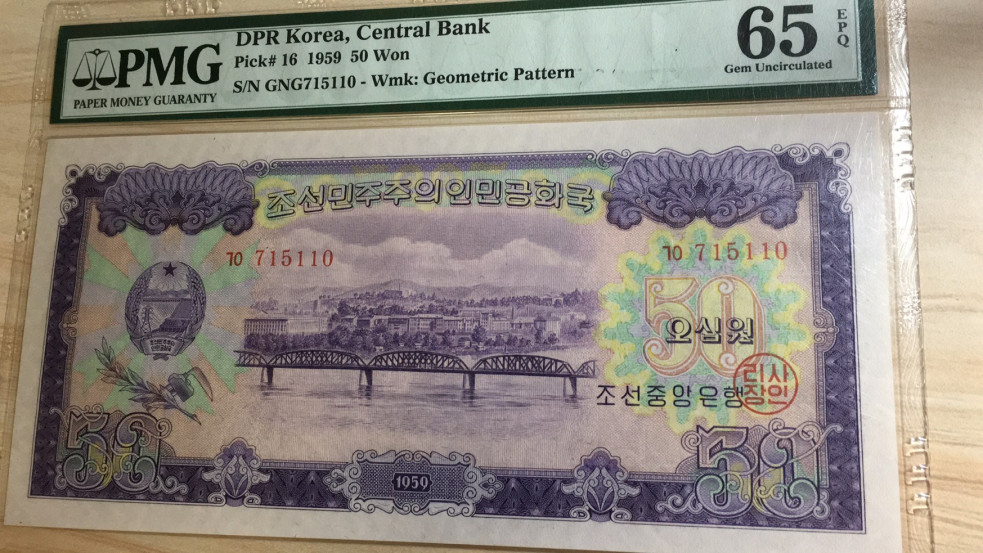 PMG
PAPER MONEY GUARANTY
DPR Korea, Central Bank
Pick# 16 1959 50 Won
S/N GNG715110 - Wmk: Geometric Pattern
65
EPQ
Gem Uncirculated
조선민주주의인민공화국
ㄱㅇ 715110
ㄱㅇ 715110
50
오십원
조선중앙은행
리사
장인
50
1959
50